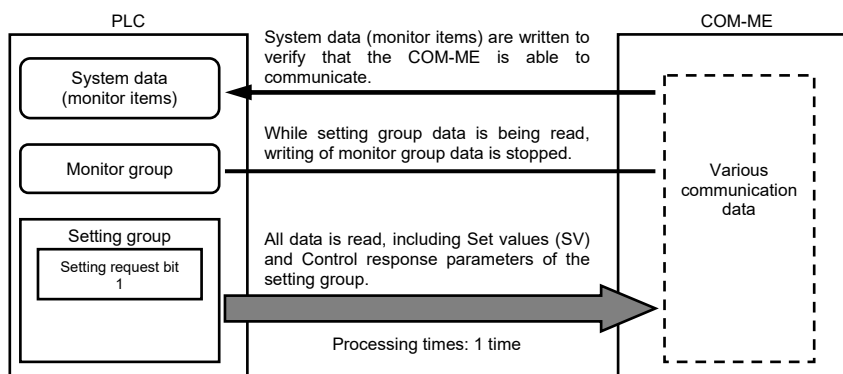 PLC
COM-ME
System data (monitor items) are written to
verify that the COM-ME is able to
communicate.
System data
(monitor items)
While setting group data is being read,
writing of monitor group data is stopped.
Monitor group
Various
communication
data
Setting group
Setting request bit
1
All data is read, including Set values (SV)
and Control response parameters of the
setting group.
Processing times: 1 time